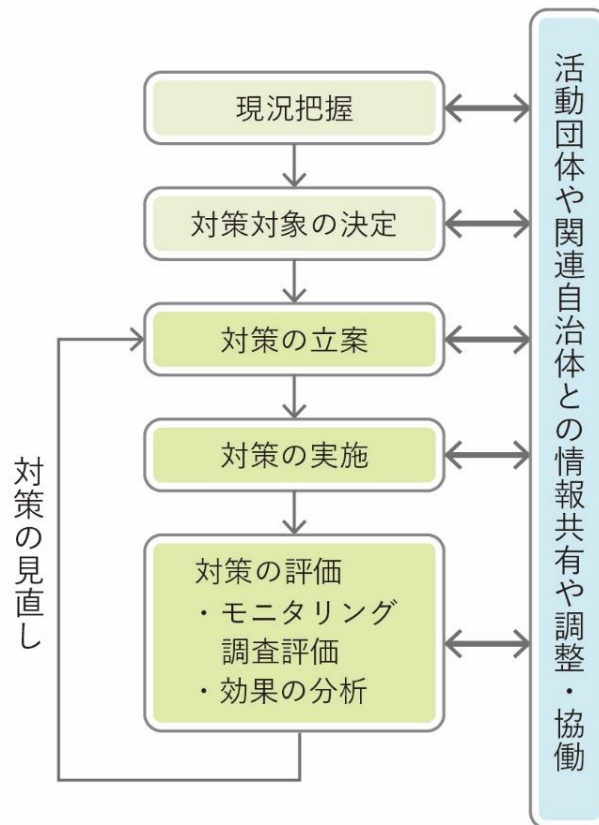 現況把握
対策対象の決定
対策の立案
対策の実施
対策の評価
・モニタリング
調査評価
・効果の分析
対策の見直し
活動団体や関連自治体との情報共有や調整・協働